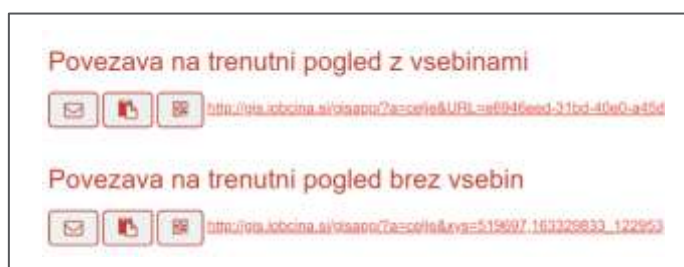 Povezava na trenutni pogled z vsebinami
http://gis.iobcina.si/gisapp/?a=celje&URL=e6946eed-31bd-40e0-a45d
Povezava na trenutni pogled brez vsebin
http://gis.iobcina.si/gisapp/?a=celje&xyg=519697,163329833_122953